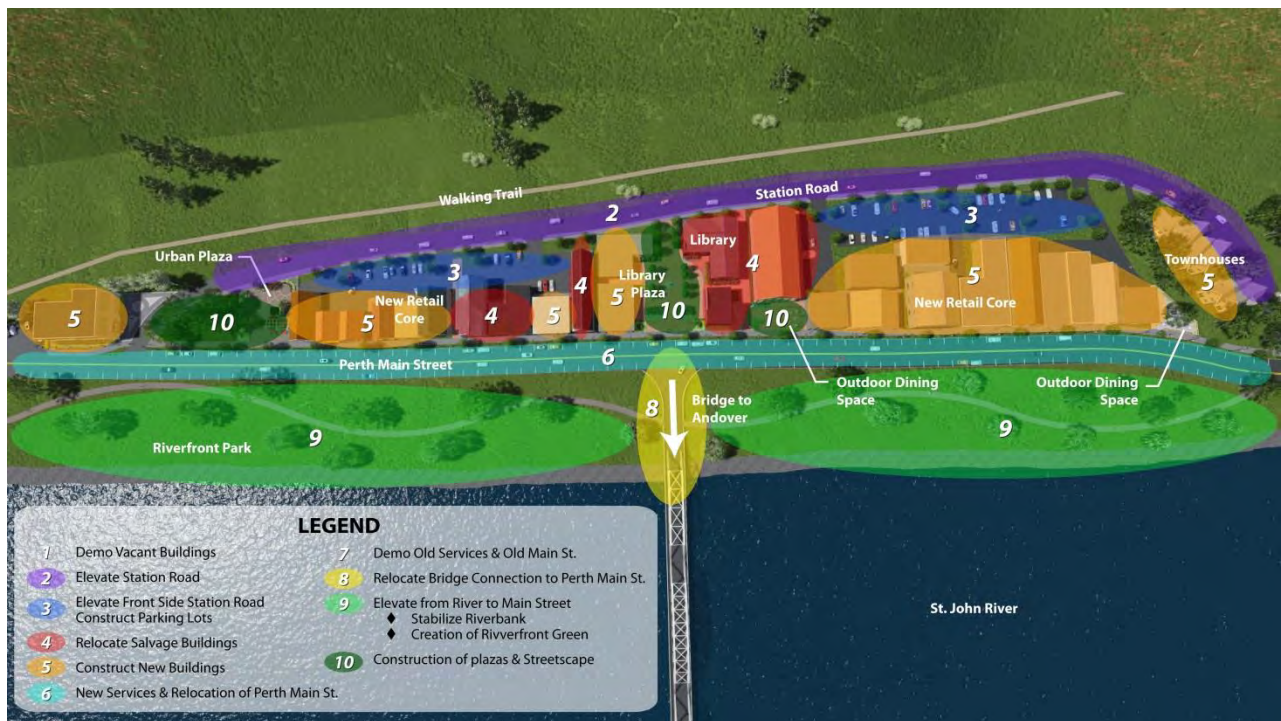 Walking Trail
Station Road
2
3
Urban Plaza
Library
4
3
Townhouses
5
New Retail
Core
5
10
5
4
4
5
5
Library
Plaza
10
10
New Retail Core
5
Perth Main Street
6
Outdoor Dining
Space
Outdoor Dining
Space
8
Bridge to
Andover
Riverfront Park
9
9
St. John River
LEGEND
1 Demo Vacant Buildings
2 Elevate Station Road
3 Elevate Front Side Station Road
Construct Parking Lots
4 Relocate Salvage Buildings
5 Construct New Buildings
6 New Services & Relocation of Perth Main St.
7 Demo Old Services & Old Main St.
8 Relocate Bridge Connection to Perth Main St.
9 Elevate from River to Main Street
♦ Stabilize Riverbank
♦ Creation of Rivverfront Green
10 Construction of plazas & Streetscape